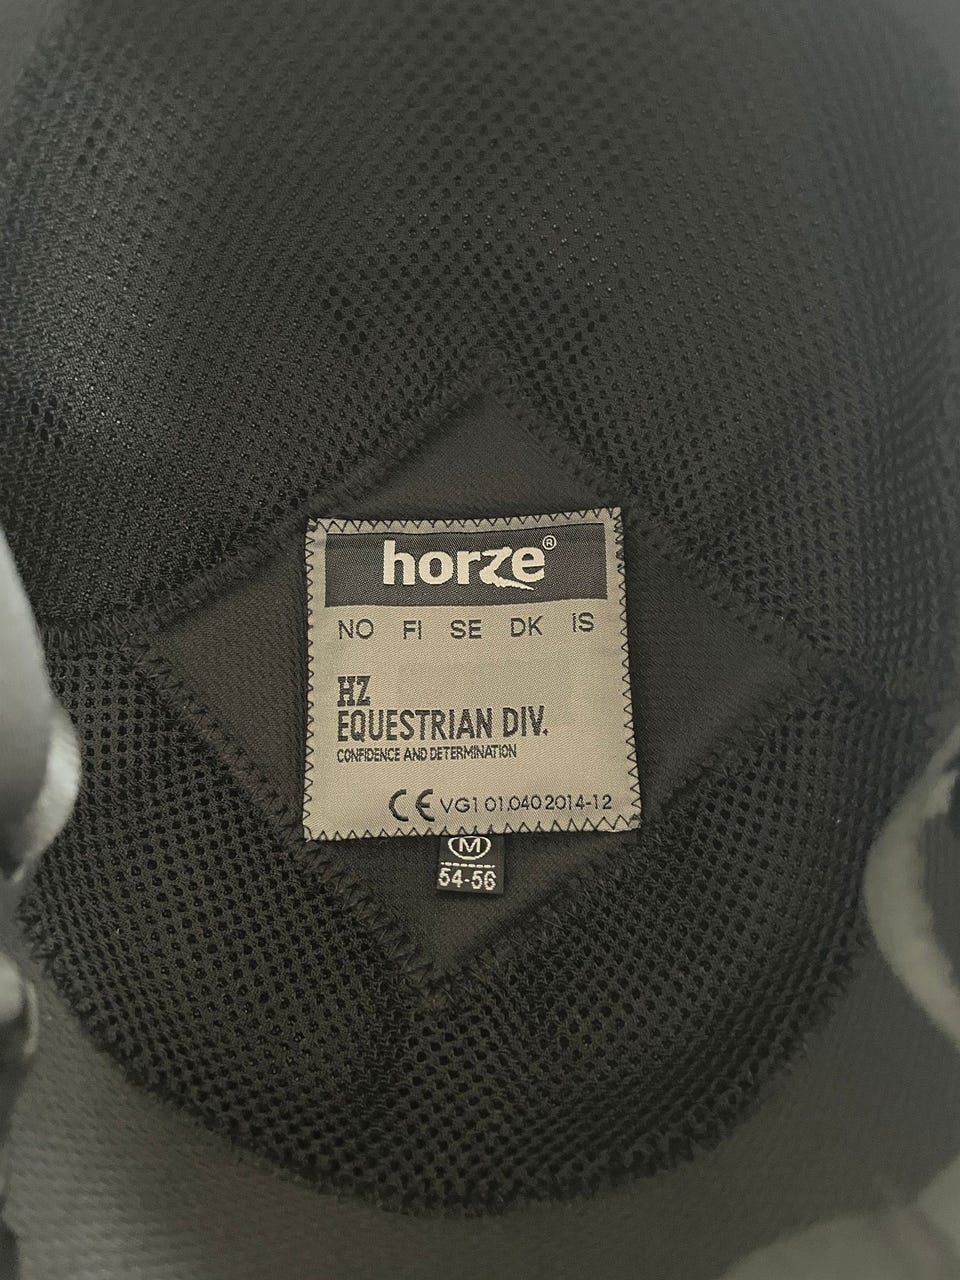 horze®
NO FI SE DK IS
HZ
EQUESTRIAN DIV.
CONFIDENCE AND DETERMINATION
CE VG1 01.040 2014-12
M
54-56